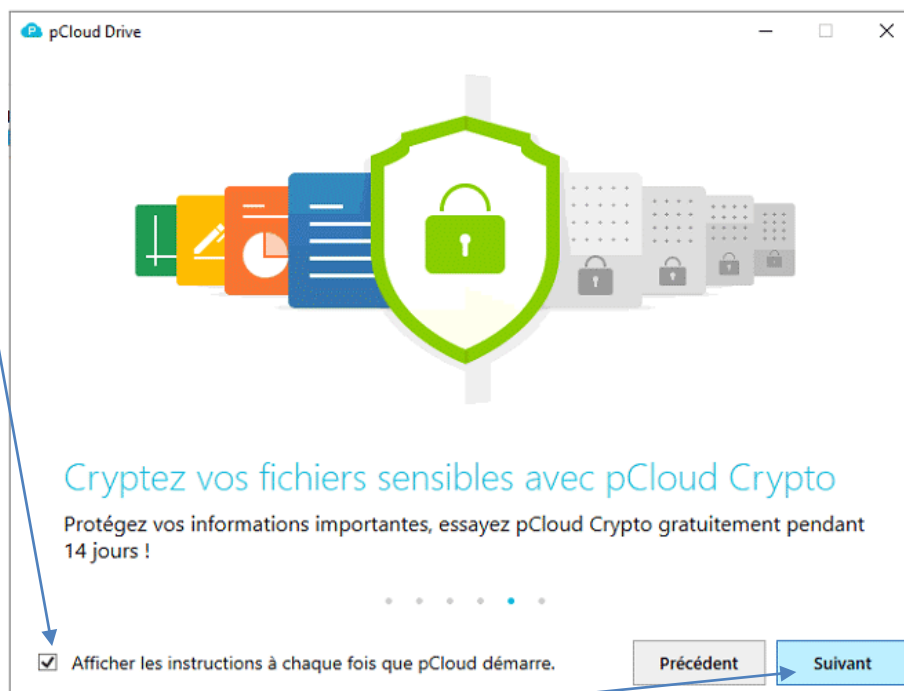 pCloud Drive
Cryptez vos fichiers sensibles avec pCloud Crypto
Protégez vos informations importantes, essayez pCloud Crypto gratuitement pendant
14 jours !
Afficher les instructions à chaque fois que pCloud démarre.
Précédent
Suivant